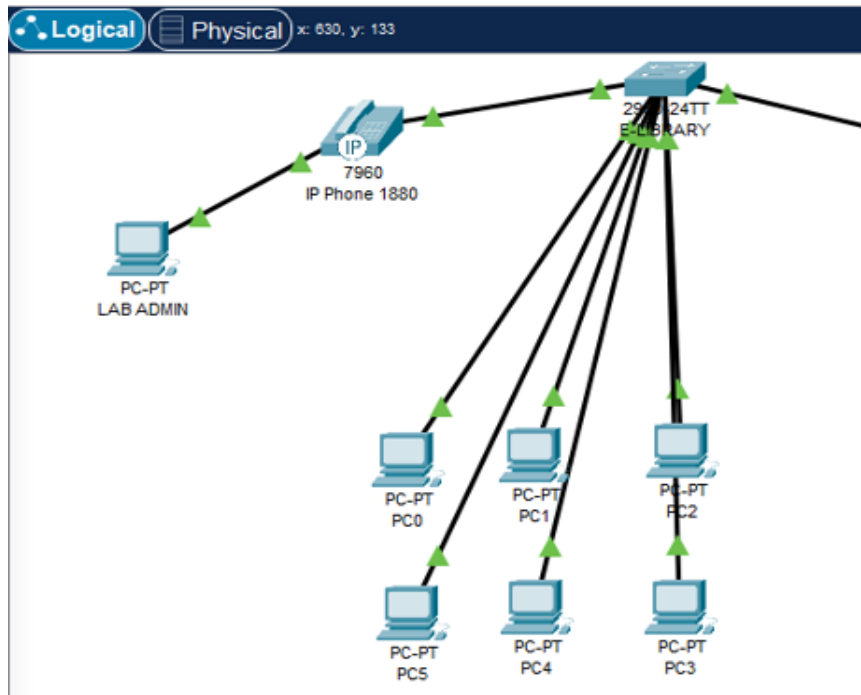 Logical Physical x: 630, y: 133
24TT
E-LIBRARY
7960
IP Phone 1880
IP
PC-PT
LAB ADMIN
PC-PT
PC0
PC-PT
PC1
PC-PT
PC2
PC-PT
PC5
PC-PT
PC4
PC-PT
PC3